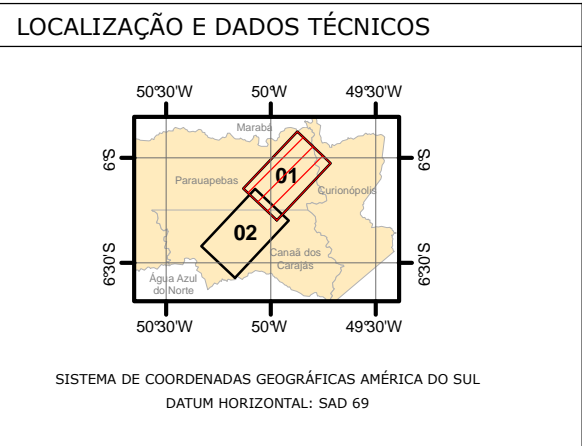 LOCALIZAÇÃO E DADOS TÉCNICOS
50°30'W 50°W 49°30'W
Marabá
6°S 6°S
01
Parauapebas
Curionópolis
02
Canaã dos
Carajás
6°30'S 6°30'S
Água Azul
do Norte
50°30'W 50°W 49°30'W
SISTEMA DE COORDENADAS GEOGRÁFICAS AMÉRICA DO SUL
DATUM HORIZONTAL: SAD 69